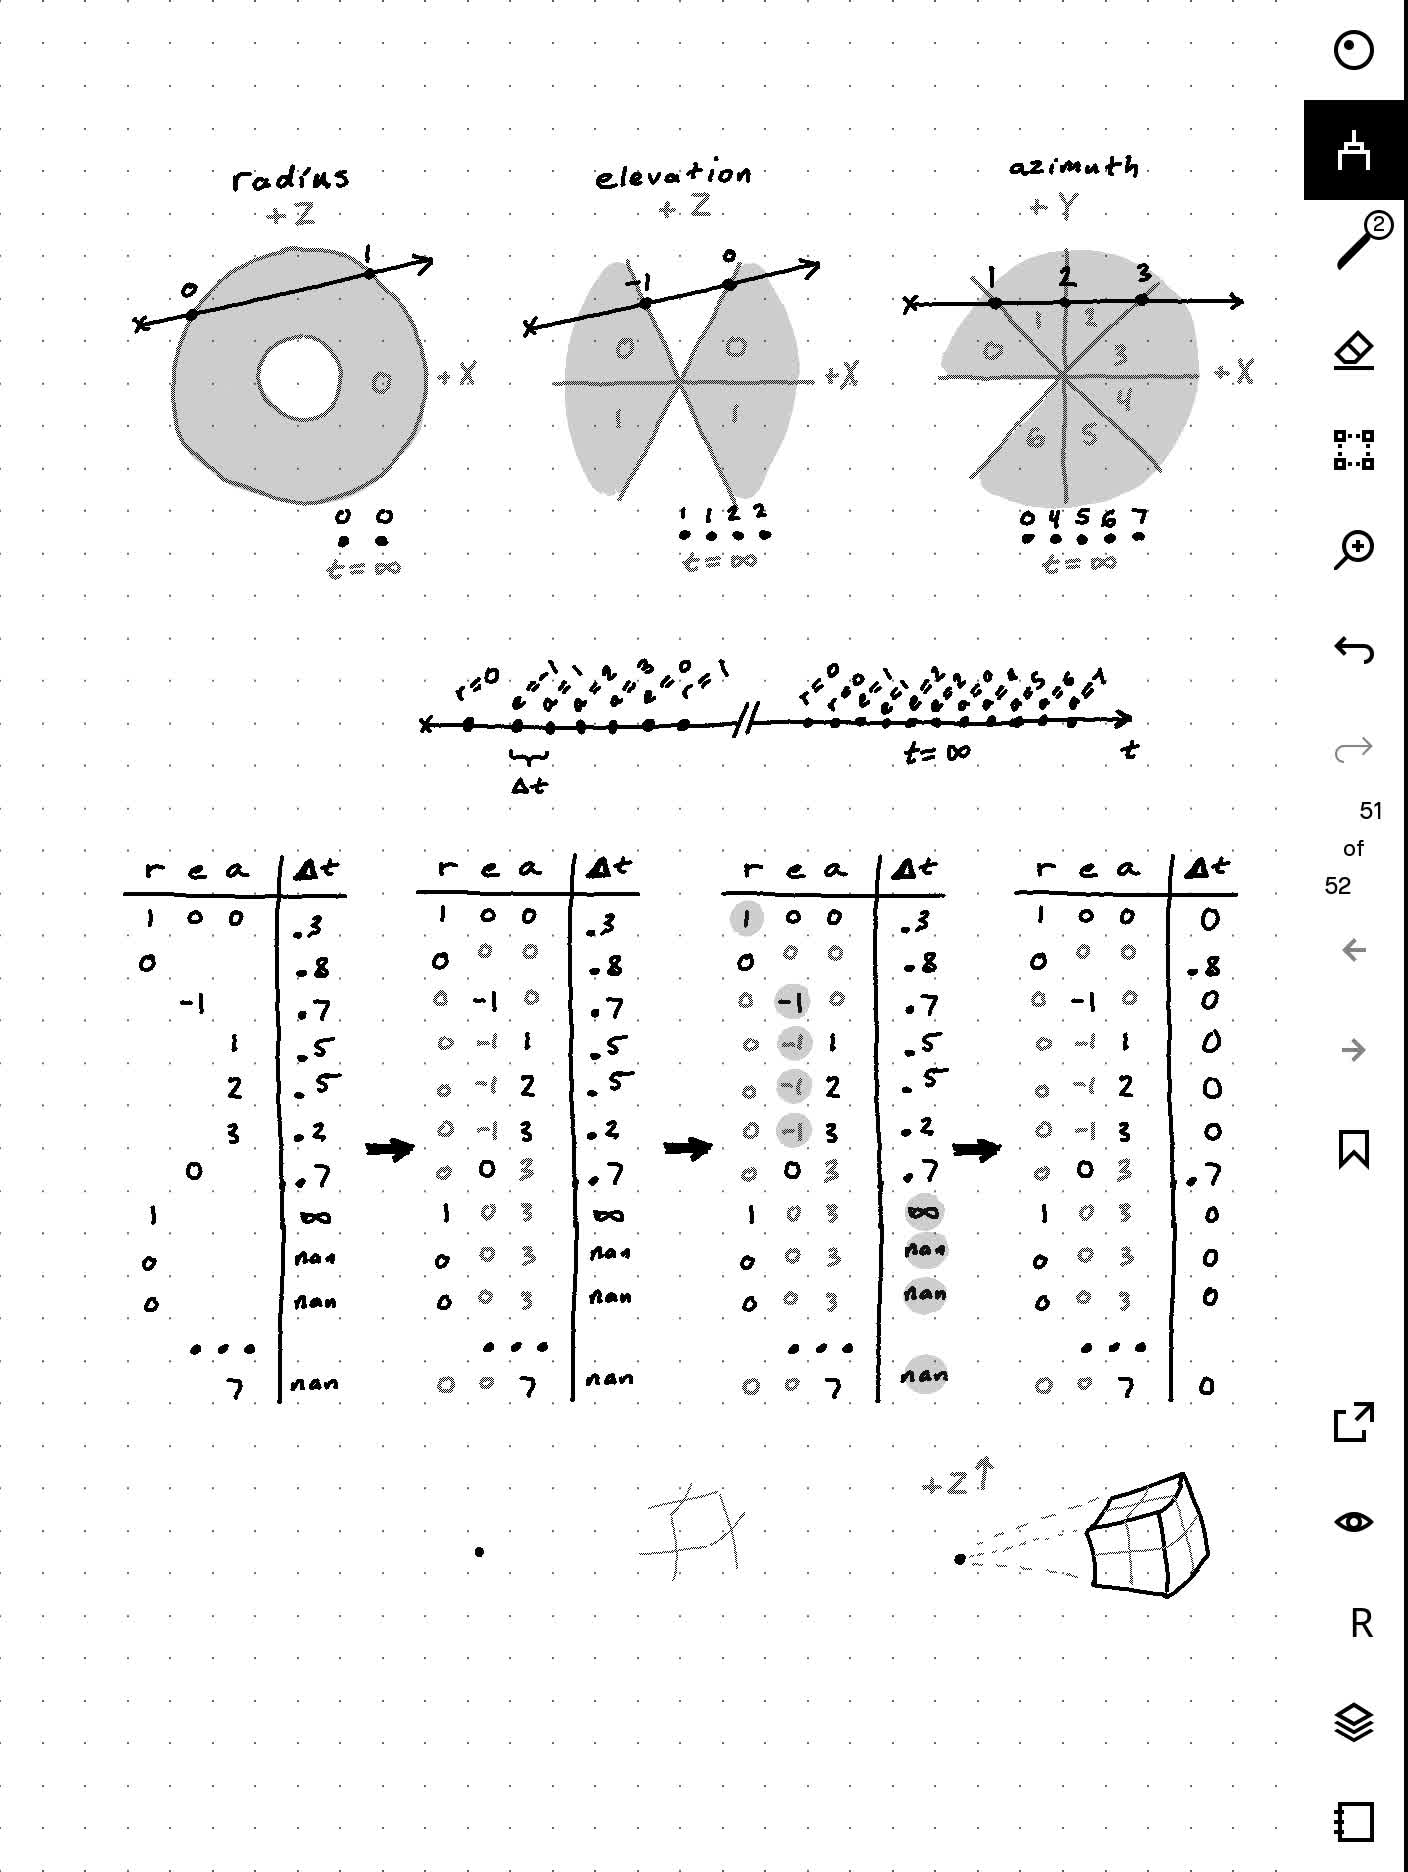 radius elevation azimuth
+Z +Z +Y
0 1 -1 0 1 2 3
0 +X 0 0 1 1 +X 0 1 2 3 4 5 6 +X
0 0 1 1 2 2 0 4 5 6 7
t=∞ t=∞ t=∞
r=0 e=-1 a=1 a=2 a=3 e=0 r=1 r=0 r=0 e=1 e=1 e=2 e=2 a=0 a=4 a=5 a=6 a=7
t=∞ t
Δt
r e a Δt r e a Δt r e a Δt r e a Δt
1 0 0 .3 1 0 0 .3 1 0 0 .3 1 0 0 0
0 .8 0 0 0 .8 0 0 0 .8 0 0 0 .8
-1 .7 0 -1 0 .7 0 -1 0 .7 0 -1 0 0
1 .5 0 -1 1 .5 0 -1 1 .5 0 -1 1 0
2 .5 0 -1 2 .5 0 -1 2 .5 0 -1 2 0
3 .2 0 -1 3 .2 0 -1 3 .2 0 -1 3 0
0 .7 0 0 3 .7 0 0 3 .7 0 0 3 .7
1 ∞ 1 0 3 ∞ 1 0 3 ∞ 1 0 3 0
0 nan 0 0 3 nan 0 0 3 nan 0 0 3 0
0 nan 0 0 3 nan 0 0 3 nan 0 0 3 0
... ... ... ...
7 nan 0 0 7 nan 0 0 7 nan 0 0 7 0
+Z↑
2
51
of
52
R